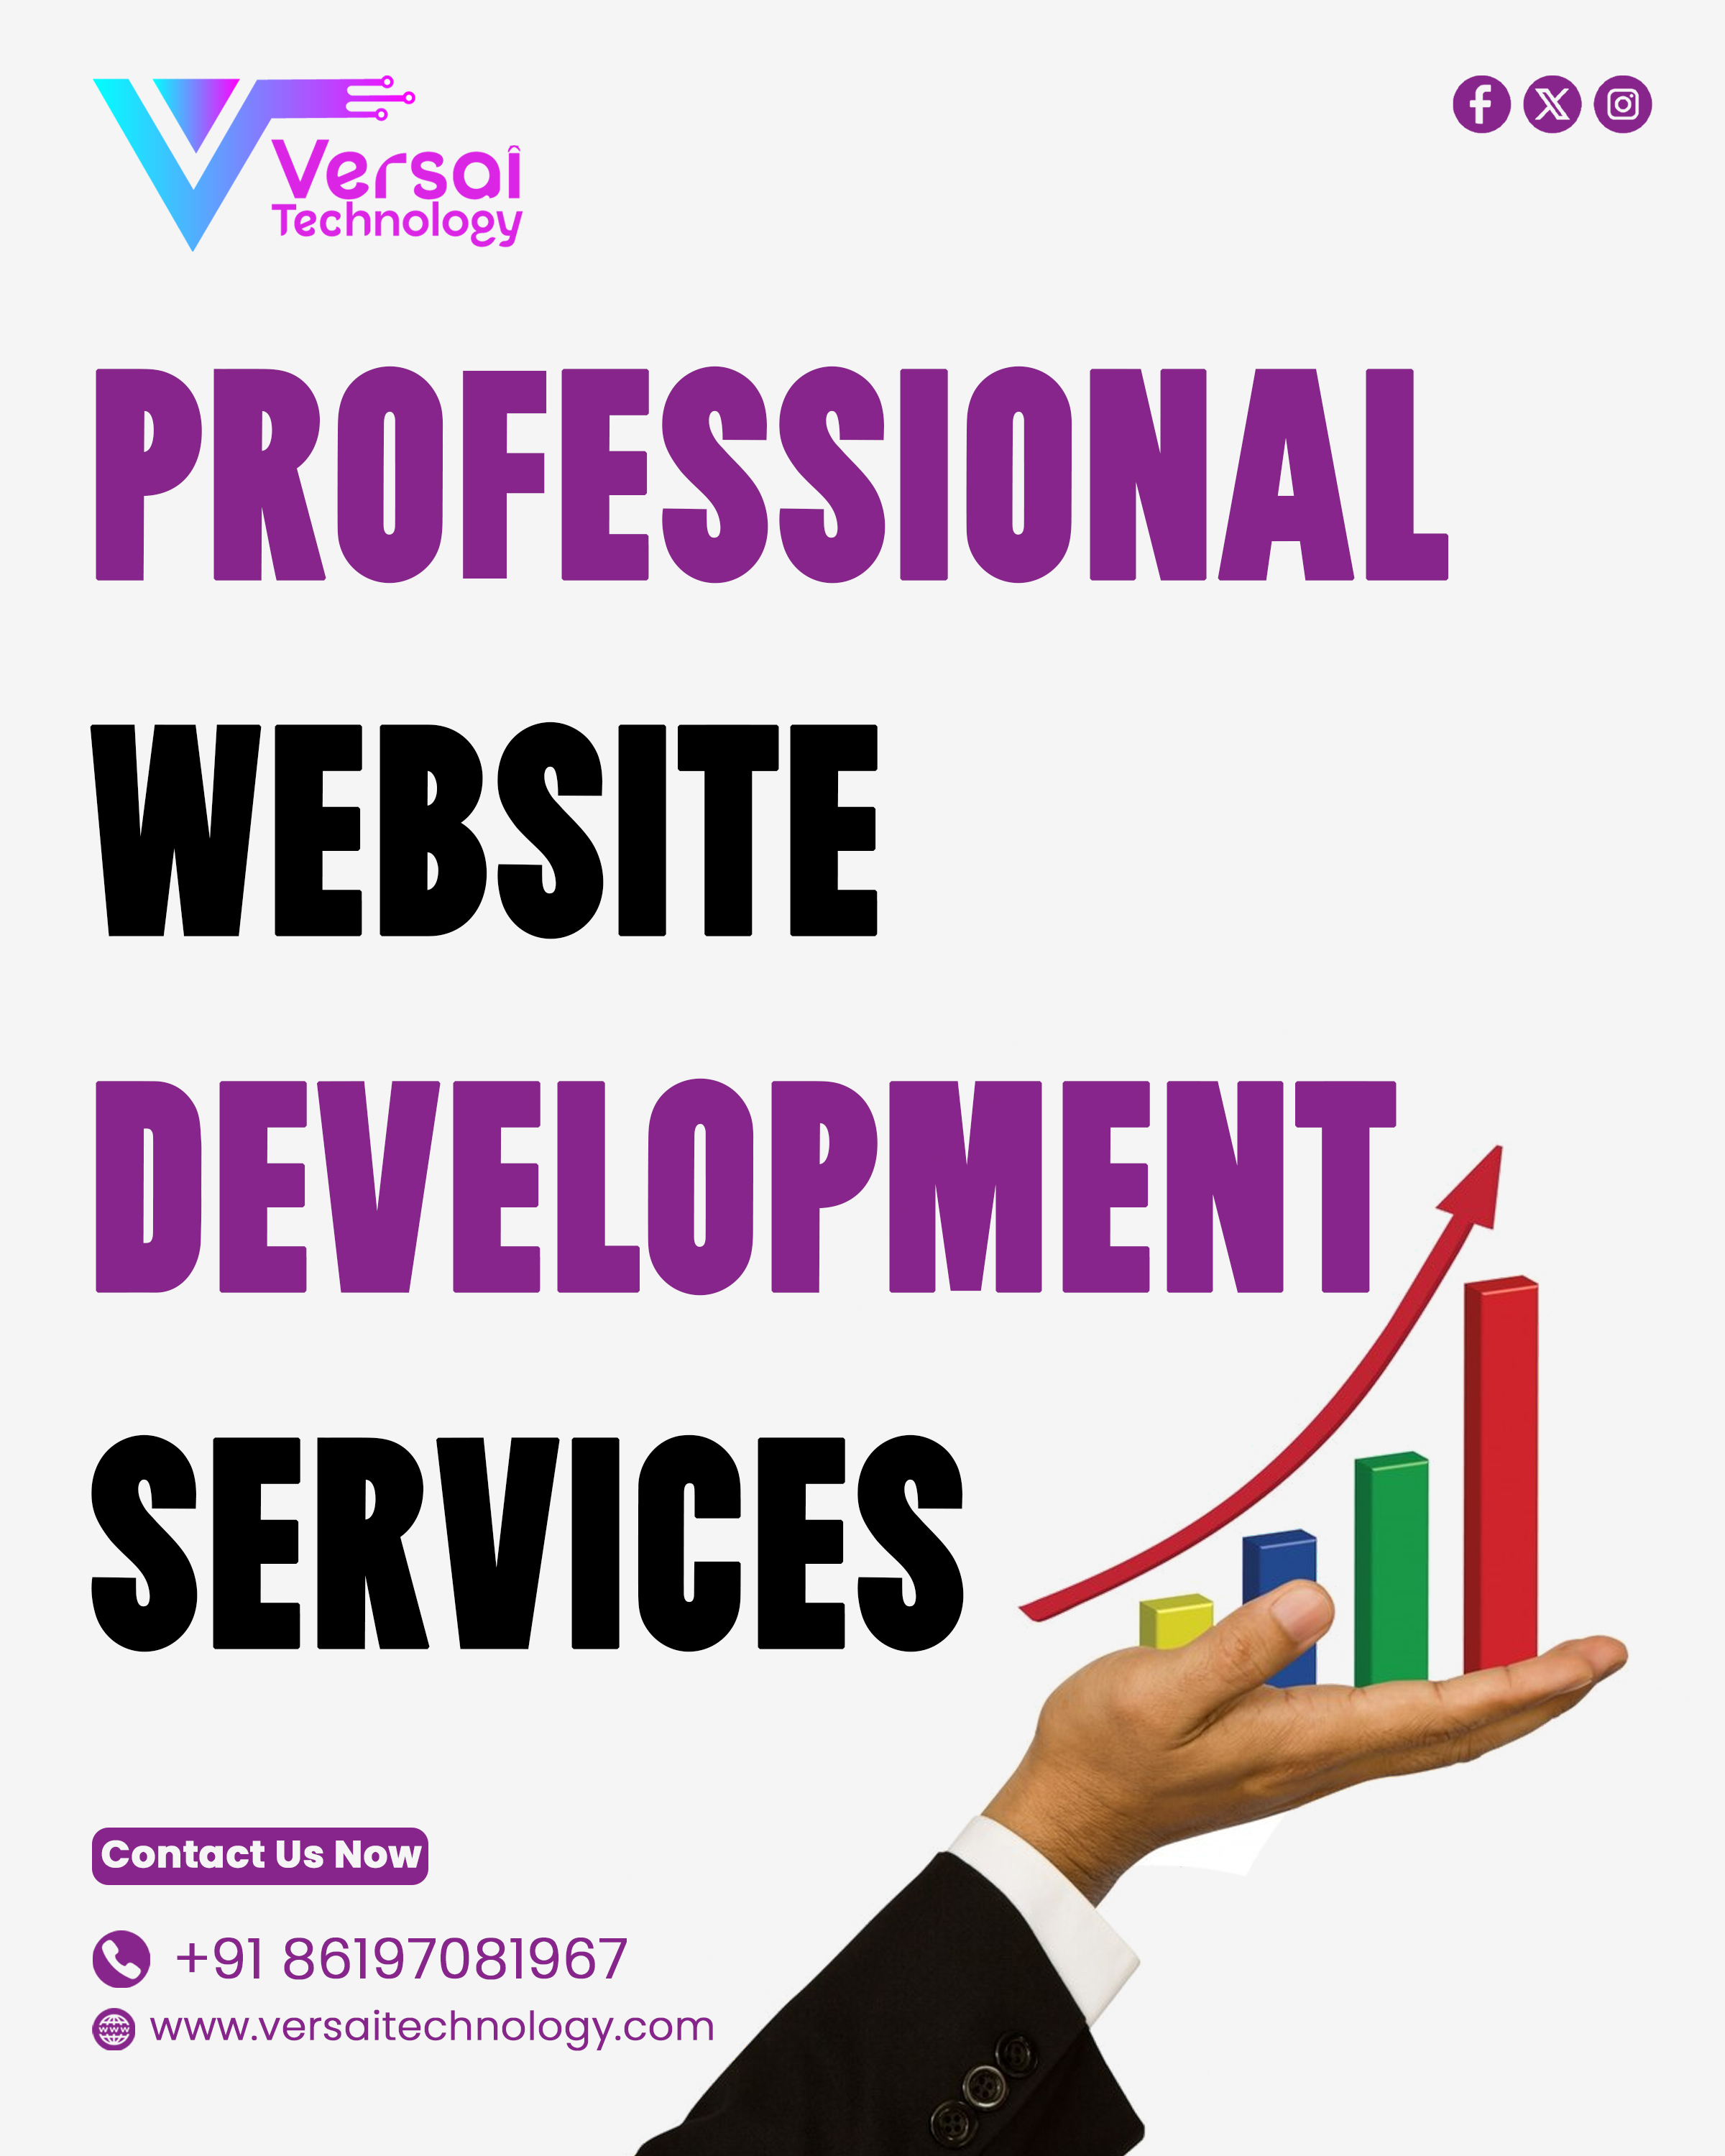 Versai
Technology
PROFESSIONAL
WEBSITE
DEVELOPMENT
SERVICES
Contact Us Now
+91 86197081967
www.versaitechnology.com